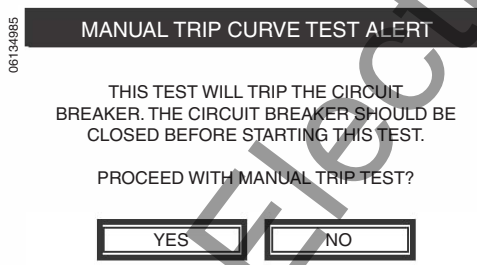 06134985
MANUAL TRIP CURVE TEST ALERT
THIS TEST WILL TRIP THE CIRCUIT
BREAKER. THE CIRCUIT BREAKER SHOULD BE
CLOSED BEFORE STARTING THIS TEST.
PROCEED WITH MANUAL TRIP TEST?
YES NO
Electr